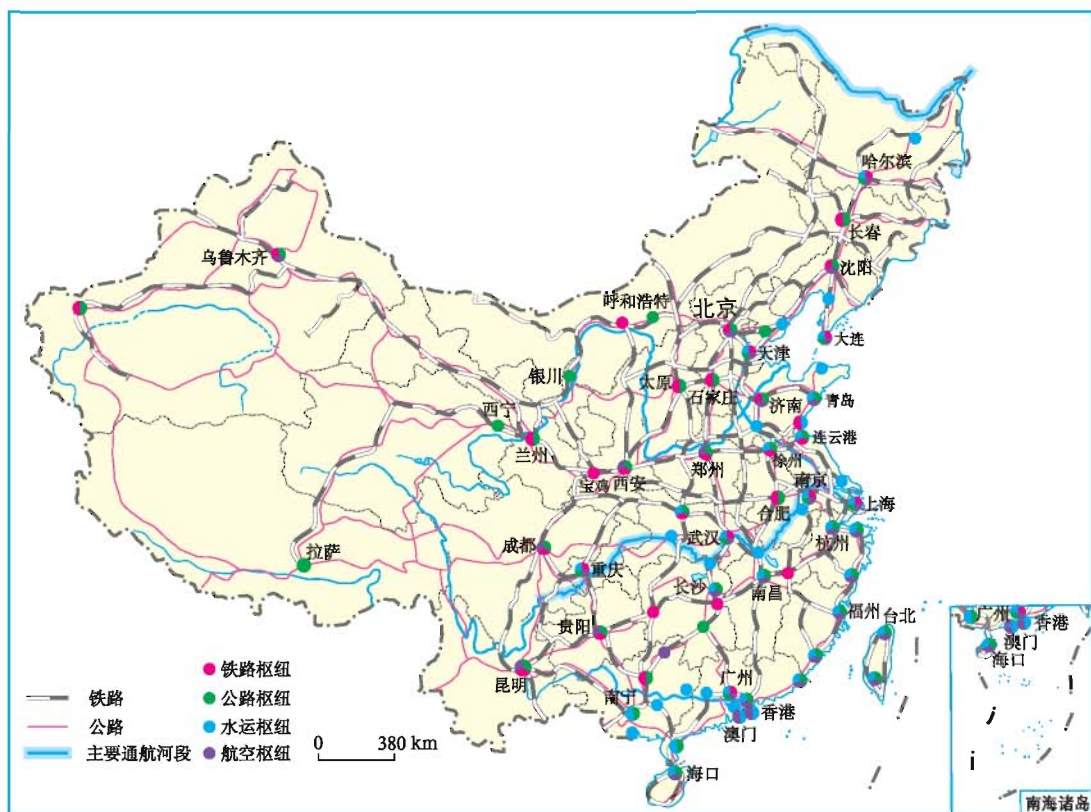 哈尔滨
长春
乌鲁木齐
沈阳
呼和浩特
北京
大连
天津
银川
太原
石家庄
济南
青岛
西宁
兰州
连云港
郑州
徐州
宝鸡
西安
南京
上海
合肥
武汉
杭州
成都
拉萨
重庆
长沙
南昌
福州
台北
贵阳
昆明
南宁
广州
香港
澳门
海口
铁路
公路
主要通航河段
铁路枢纽
公路枢纽
水运枢纽
航空枢纽
0 380 km
广州
香港
澳门
海口
j
i
南海诸岛